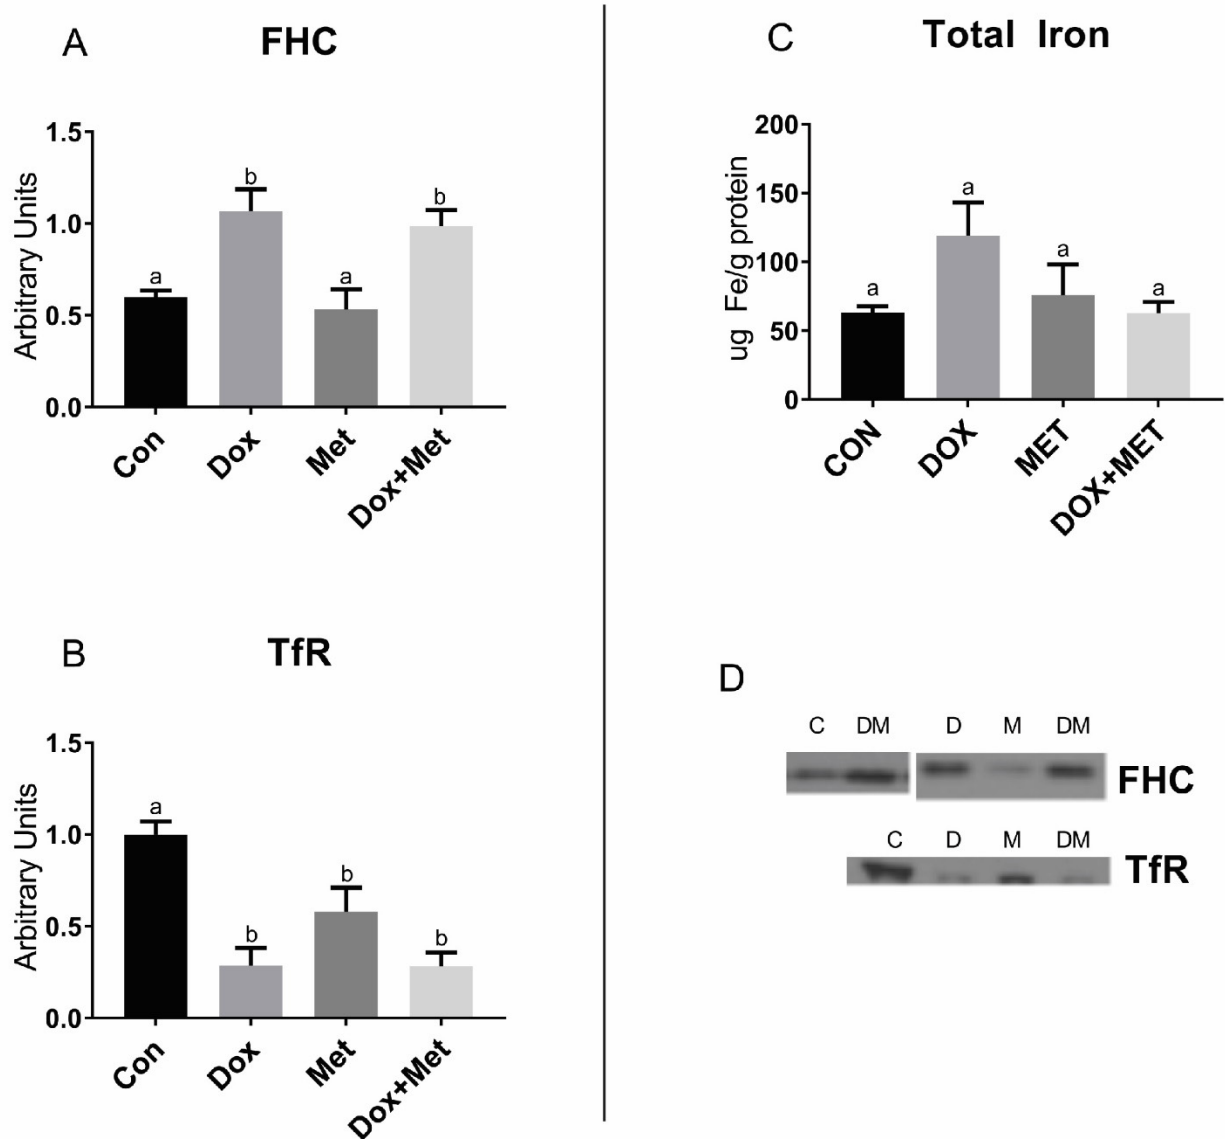 A
FHC
Arbitrary Units
1.5
1.0
0.5
0.0
a
b
a
b
Con
Dox
Met
Dox+Met
B
TfR
Arbitrary Units
1.5
1.0
0.5
0.0
a
b
b
b
Con
Dox
Met
Dox+Met
C
Total Iron
ug Fe/g protein
200
150
100
50
0
a
a
a
a
CON
DOX
MET
DOX+MET
D
C DM D M DM
FHC
C D M DM
TfR